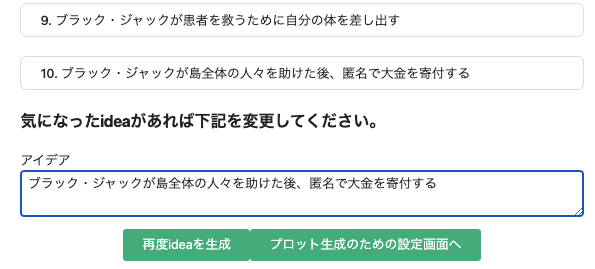 9. ブラック・ジャックが患者を救うために自分の体を差し出す
10. ブラック・ジャックが島全体の人々を助けた後、匿名で大金を寄付する
気になったideaがあれば下記を変更してください。
アイデア
ブラック・ジャックが島全体の人々を助けた後、匿名で大金を寄付する
再度ideaを生成
プロット生成のための設定画面へ